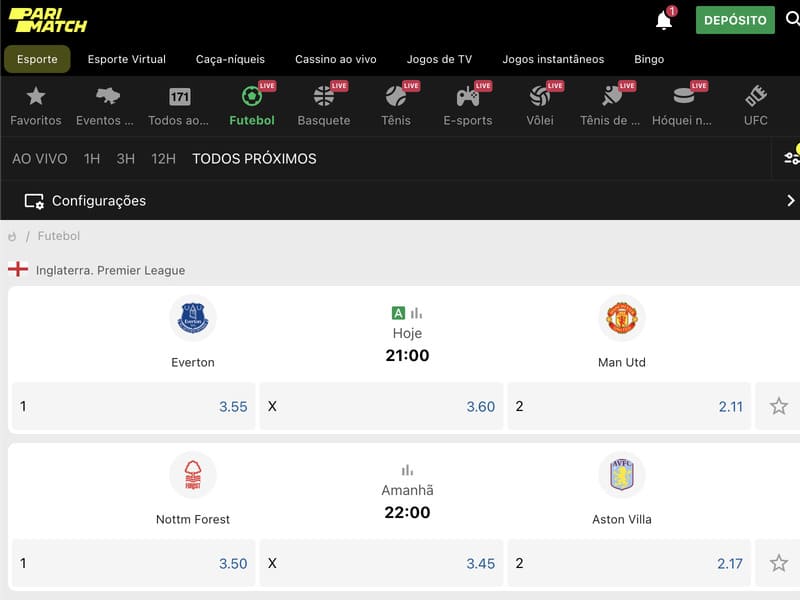 PARI MATCH
1
DEPÓSITO
Esporte Esporte Virtual Caça-níqueis Cassino ao vivo Jogos de TV Jogos instantâneos Bingo
171 LIVE LIVE LIVE LIVE LIVE LIVE LIVE
Favoritos Eventos ... Todos ao... Futebol Basquete Tênis E-sports Vôlei Tênis de ... Hóquei n... UFC
AO VIVO 1H 3H 12H TODOS PRÓXIMOS
Configurações
/ Futebol
Inglaterra. Premier League
A
Hoje
21:00
Everton Man Utd
1 3.55 X 3.60 2 2.11
Amanhã
22:00
Nottm Forest Aston Villa
1 3.50 X 3.45 2 2.17